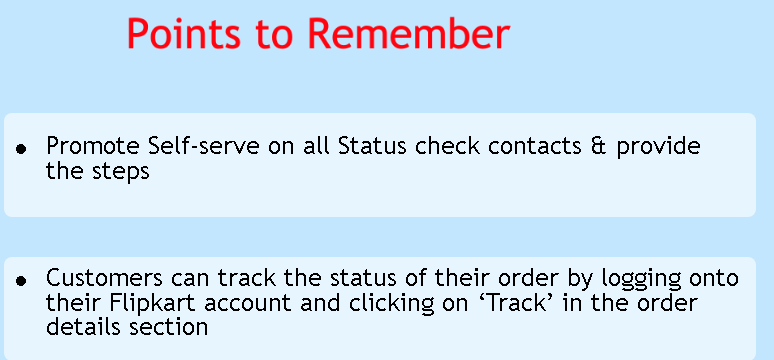 Points to Remember
● Promote Self-serve on all Status check contacts & provide
the steps
● Customers can track the status of their order by logging onto
their Flipkart account and clicking on ‘Track’ in the order
details section